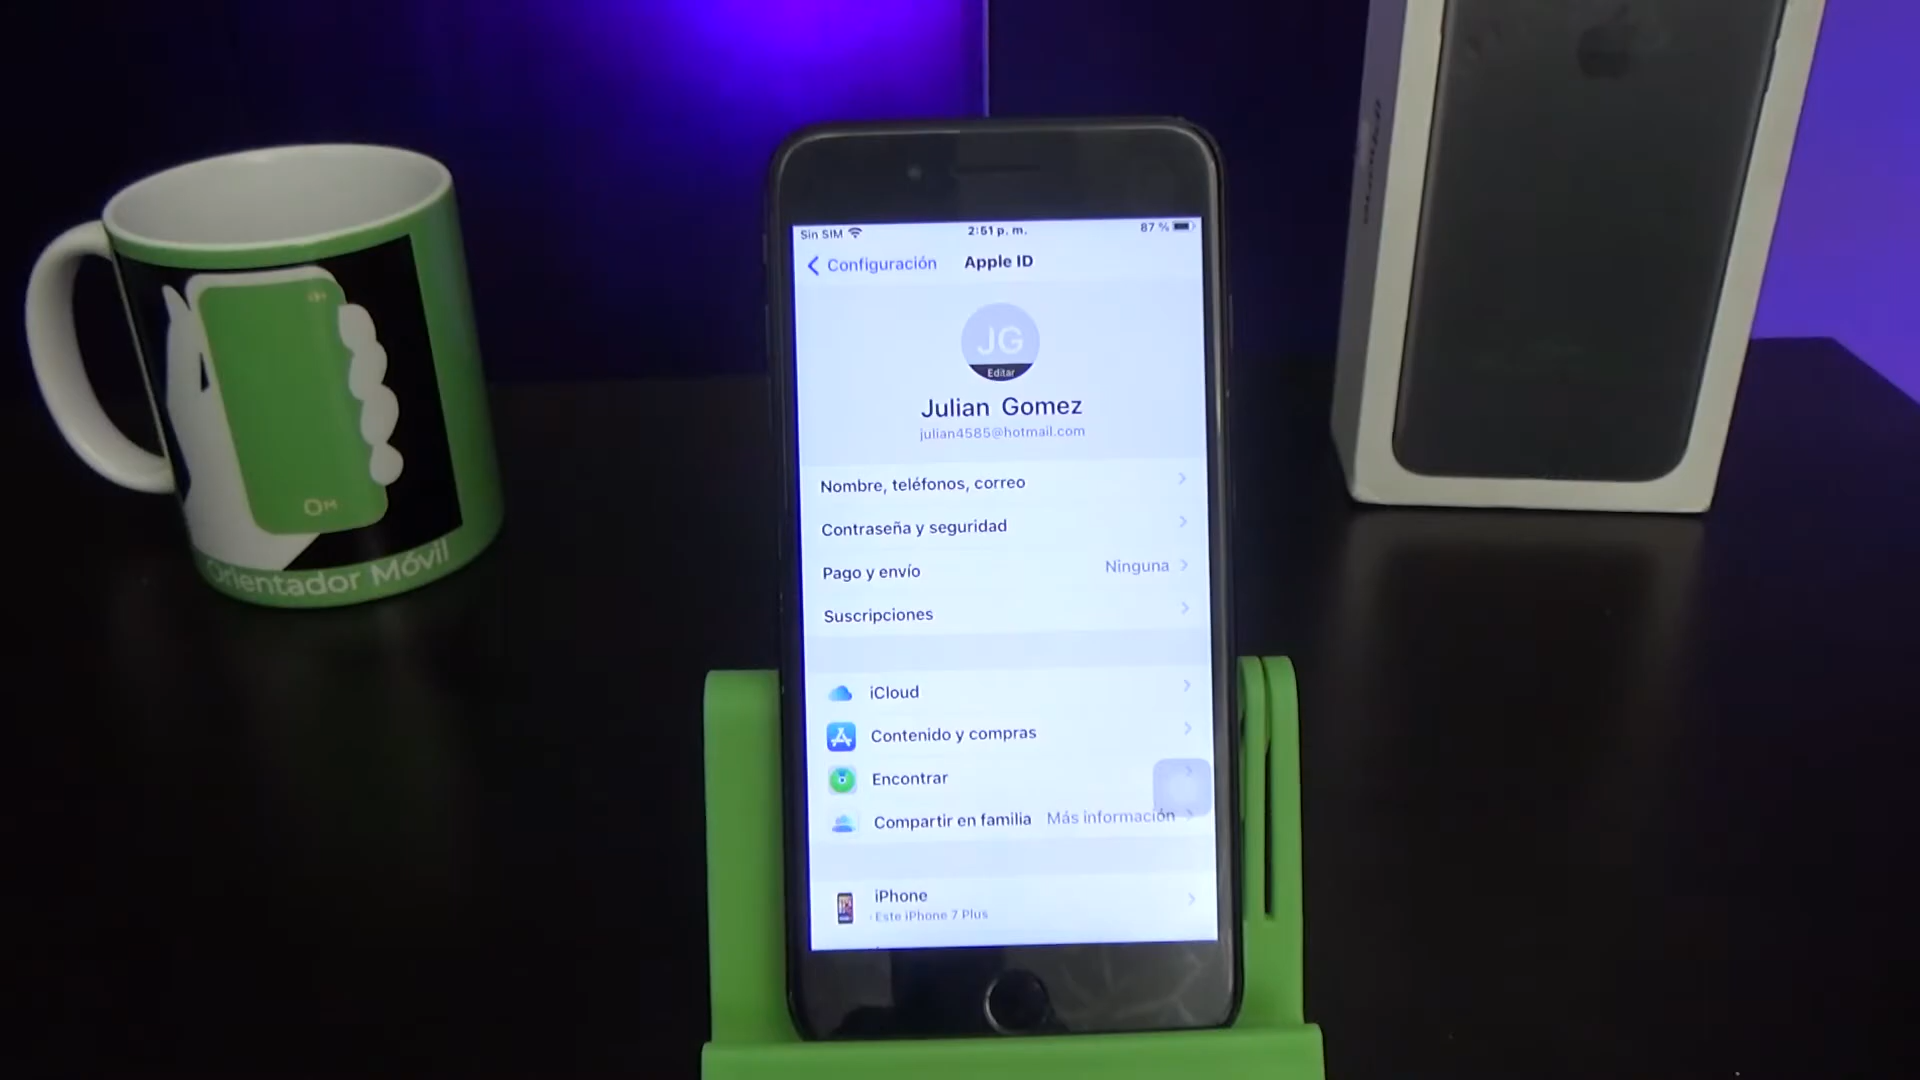 Sin SIM
2:51 p. m.
87 %
Configuración
Apple ID
JG
Editar
Julian Gomez
julian4585@hotmail.com
Nombre, teléfonos, correo
Contraseña y seguridad
Pago y envío
Ninguna
Suscripciones
iCloud
Contenido y compras
Encontrar
Compartir en familia
Más información
iPhone
Este iPhone 7 Plus
OM
Orientador Móvil